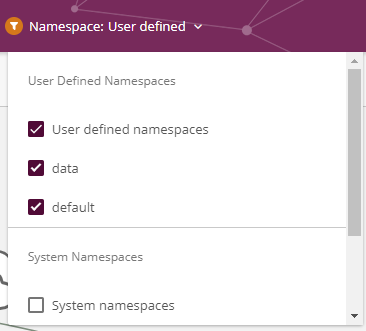 Namespace: User defined
User Defined Namespaces
User defined namespaces
data
default
System Namespaces
System namespaces